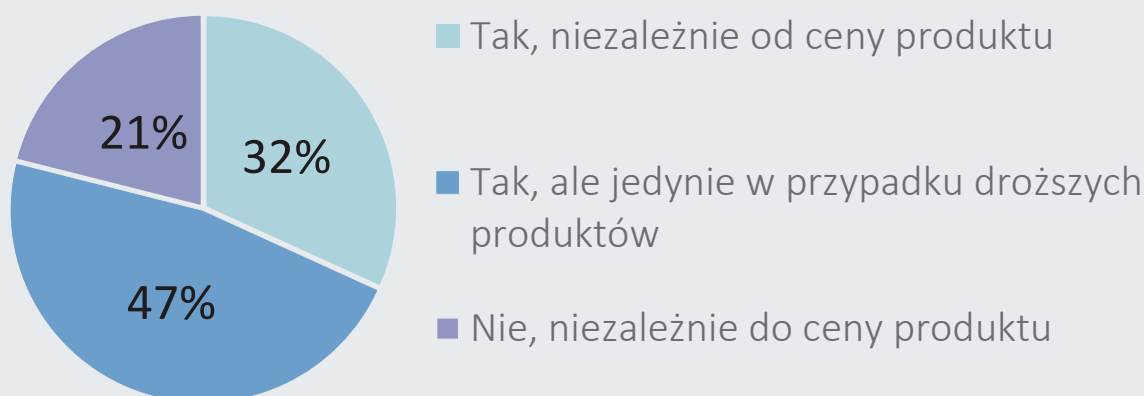 Tak, niezależnie od ceny produktu
21%
32%
Tak, ale jedynie w przypadku droższych
produktów
47%
Nie, niezależnie do ceny produktu